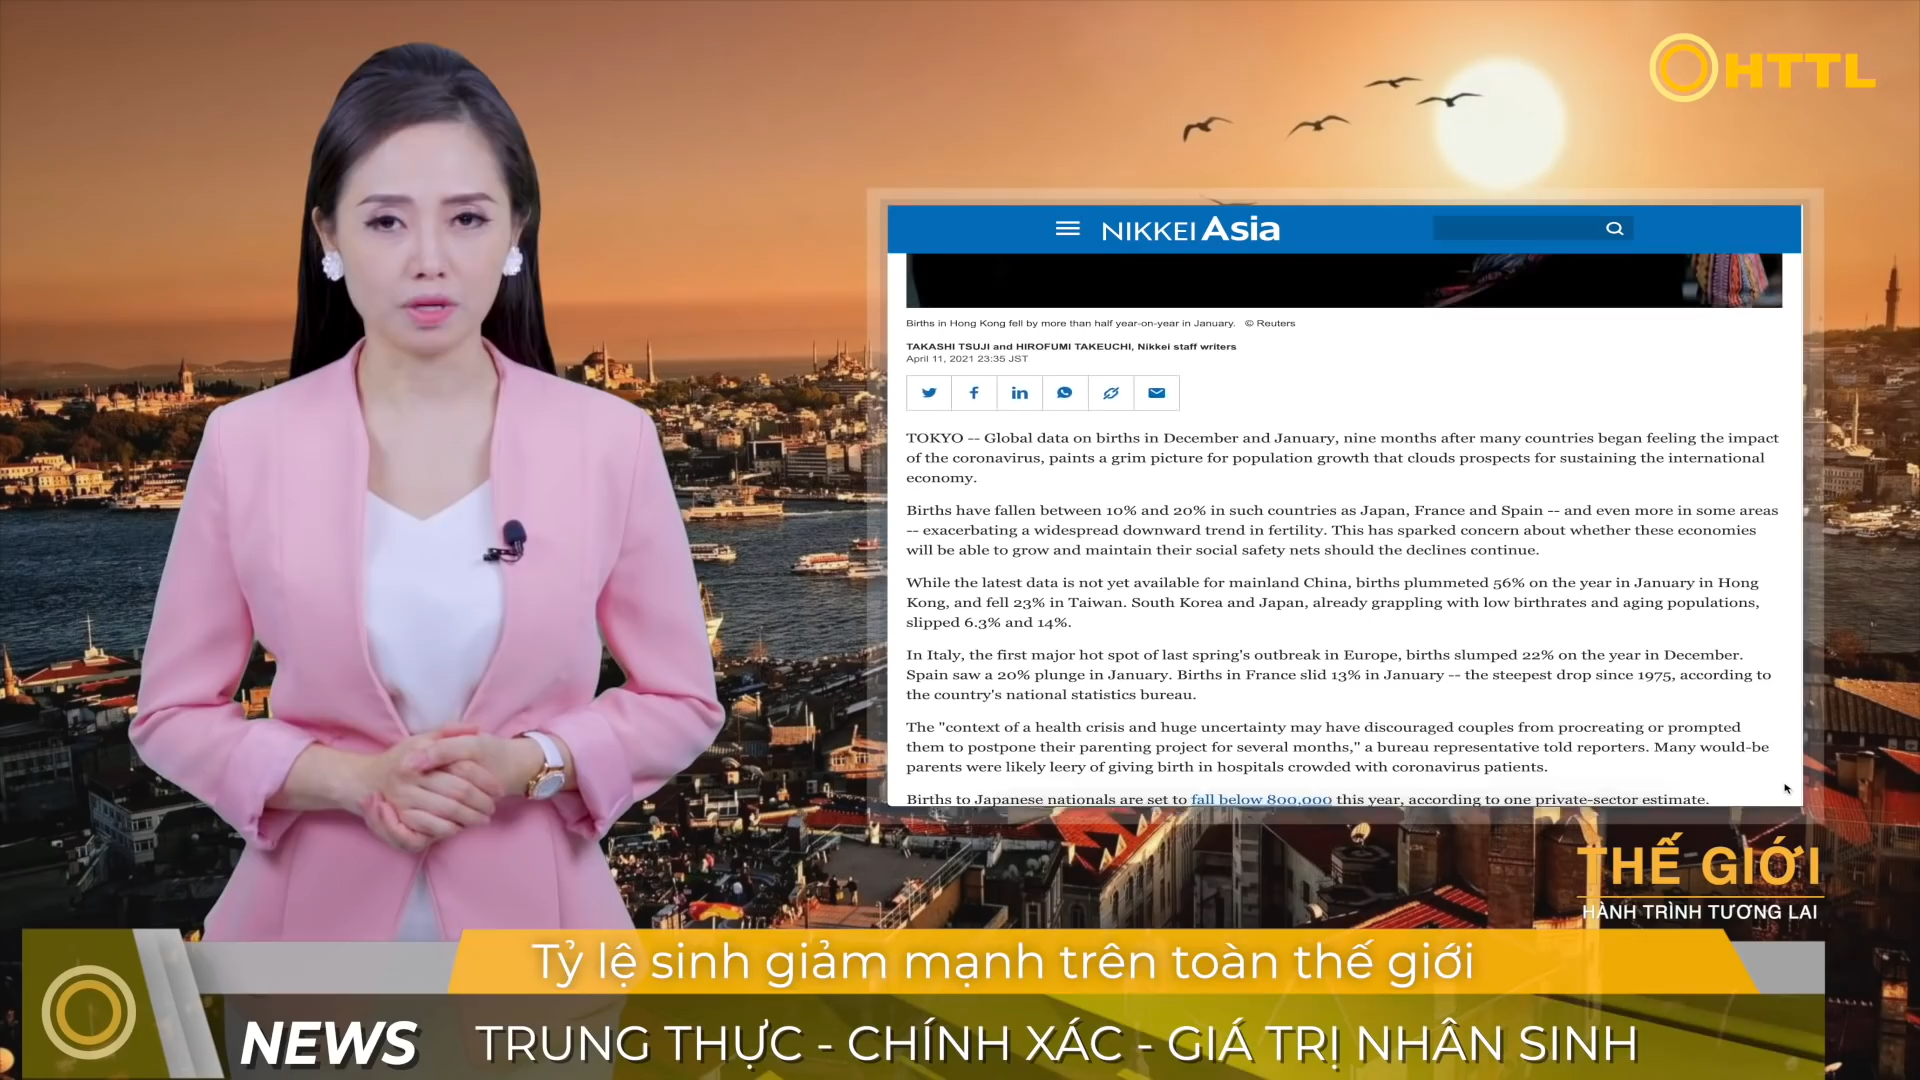 HTTL
NIKKEI Asia
Births in Hong Kong fell by more than half year-on-year in January. © Reuters
TAKASHI TSUJI and HIROFUMI TAKEUCHI, Nikkei staff writers
April 11, 2021 23:35 JST
TOKYO -- Global data on births in December and January, nine months after many countries began feeling the impact
of the coronavirus, paints a grim picture for population growth that clouds prospects for sustaining the international
economy.
Births have fallen between 10% and 20% in such countries as Japan, France and Spain -- and even more in some areas
-- exacerbating a widespread downward trend in fertility. This has sparked concern about whether these economies
will be able to grow and maintain their social safety nets should the declines continue.
While the latest data is not yet available for mainland China, births plummeted 56% on the year in January in Hong
Kong, and fell 23% in Taiwan. South Korea and Japan, already grappling with low birthrates and aging populations,
slipped 6.3% and 14%.
In Italy, the first major hot spot of last spring's outbreak in Europe, births slumped 22% on the year in December.
Spain saw a 20% plunge in January. Births in France slid 13% in January -- the steepest drop since 1975, according to
the country's national statistics bureau.
The "context of a health crisis and huge uncertainty may have discouraged couples from procreating or prompted
them to postpone their parenting project for several months," a bureau representative told reporters. Many would-be
parents were likely leery of giving birth in hospitals crowded with coronavirus patients.
Births to Japanese nationals are set to fall below 800,000 this year, according to one private-sector estimate.
THẾ GIỚI
HÀNH TRÌNH TƯƠNG LAI
Tỷ lệ sinh giảm mạnh trên toàn thế giới
NEWS TRUNG THỰC - CHÍNH XÁC - GIÁ TRỊ NHÂN SINH